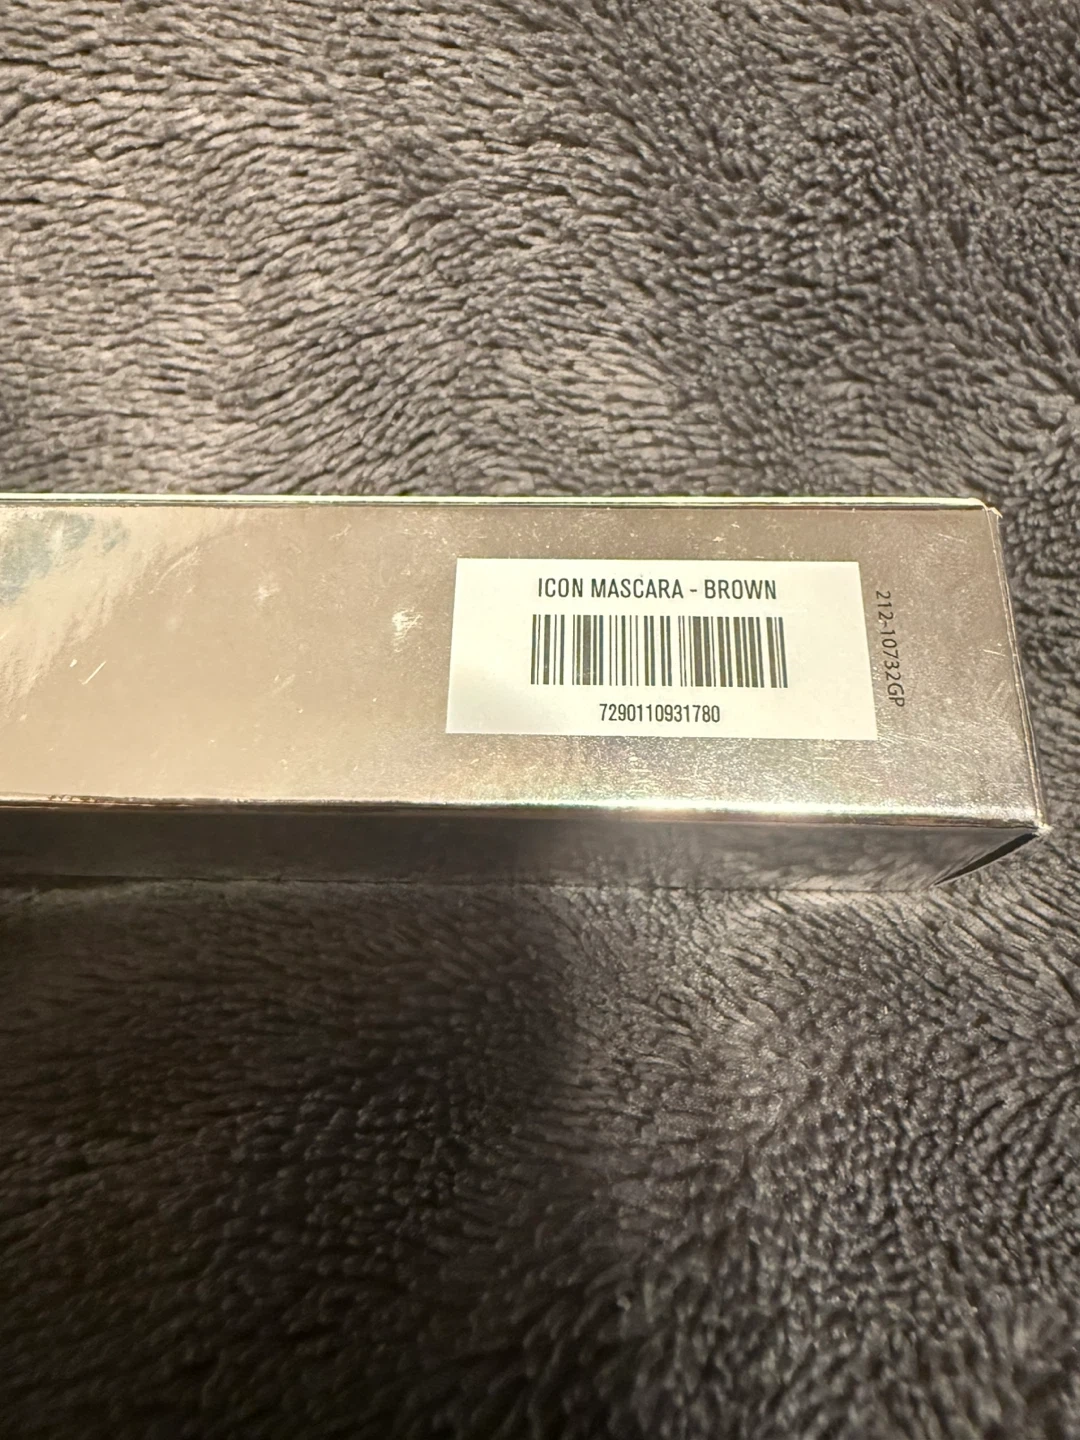 ICON MASCARA - BROWN
7290110931780
212-10732GP